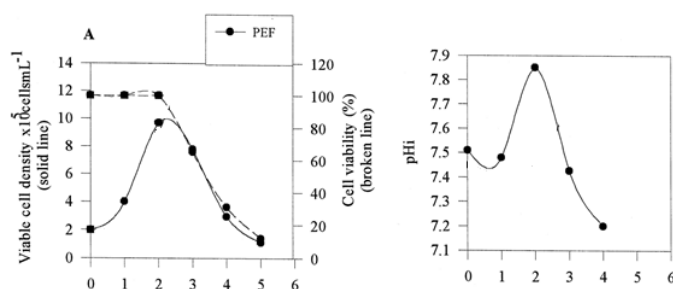 A
PEF
Viable cell density x10⁵cellsmL⁻¹
(solid line)
14
12
10
8
6
4
2
0
120
100
80
60
40
20
0
Cell viability (%)
(broken line)
0 1 2 3 4 5 6
pHi
7.9
7.8
7.7
7.6
7.5
7.4
7.3
7.2
7.1
0 1 2 3 4 5 6